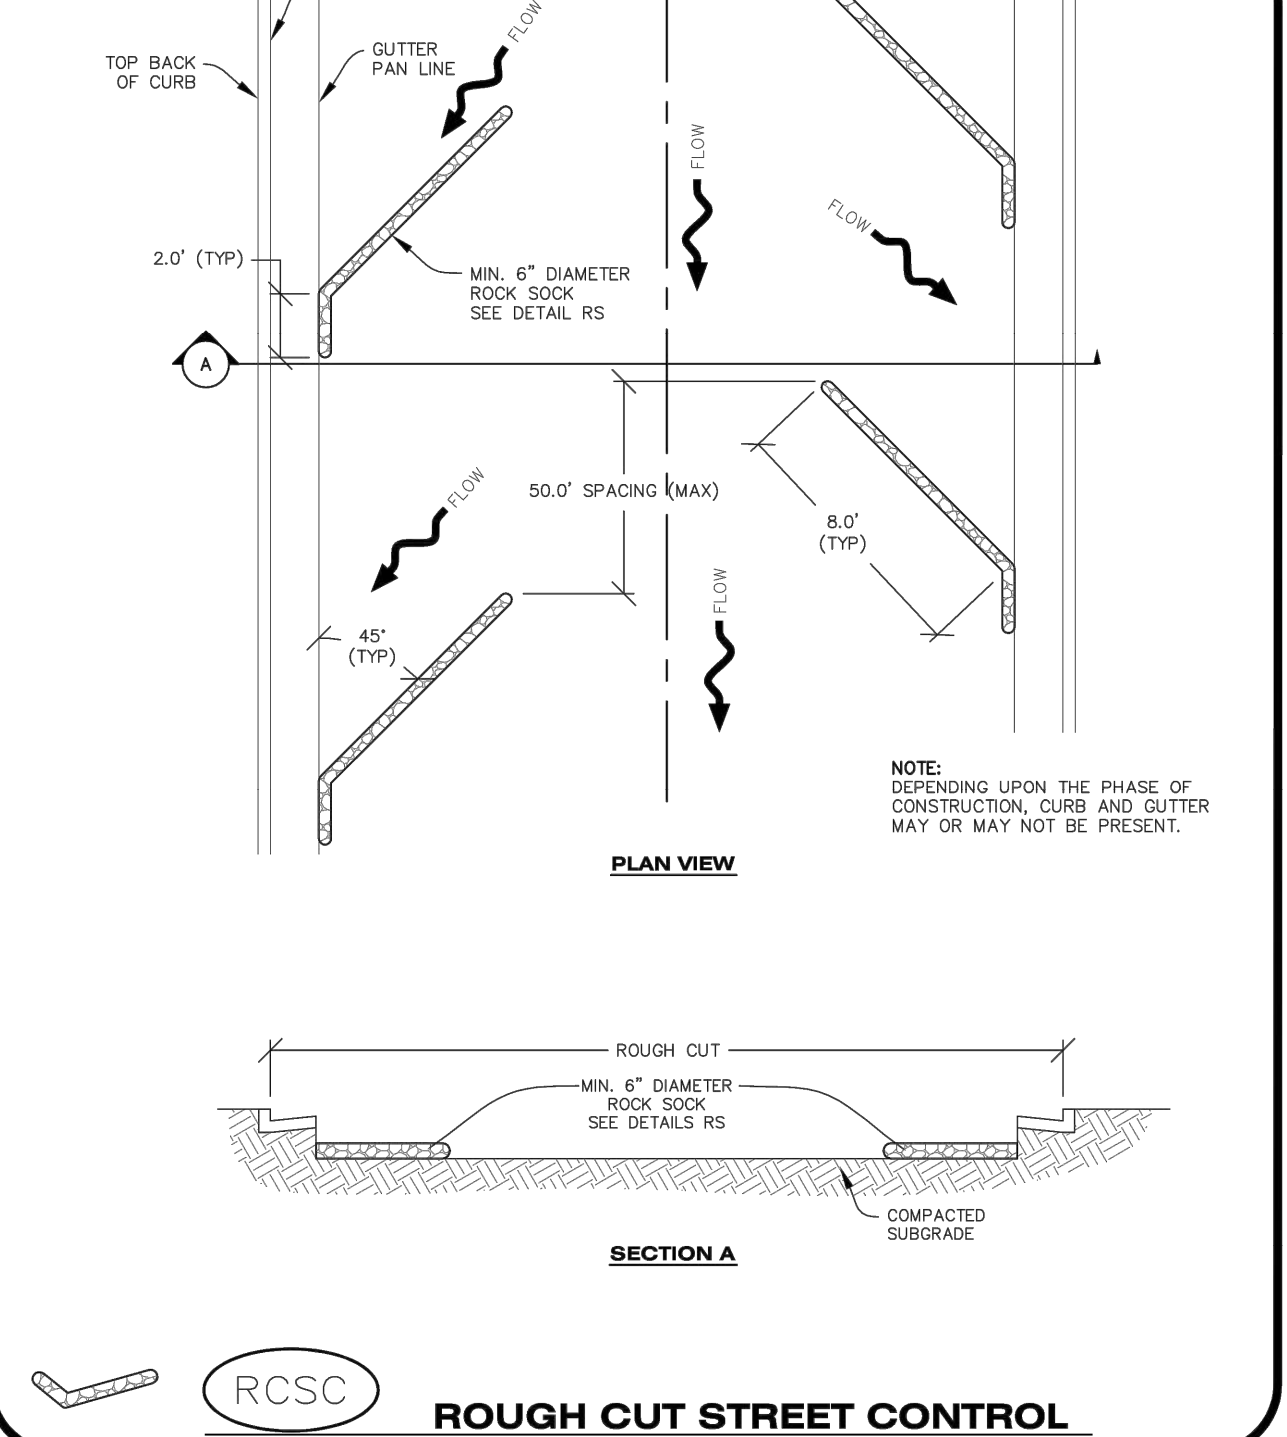 FLOW
GUTTER
PAN LINE
TOP BACK
OF CURB
FLOW
FLOW
2.0' (TYP)
MIN. 6" DIAMETER
ROCK SOCK
SEE DETAIL RS
A
FLOW
50.0' SPACING (MAX)
8.0'
(TYP)
FLOW
45°
(TYP)
NOTE:
DEPENDING UPON THE PHASE OF
CONSTRUCTION, CURB AND GUTTER
MAY OR MAY NOT BE PRESENT.
PLAN VIEW
ROUGH CUT
MIN. 6" DIAMETER
ROCK SOCK
SEE DETAILS RS
COMPACTED
SUBGRADE
SECTION A
RCSC
ROUGH CUT STREET CONTROL